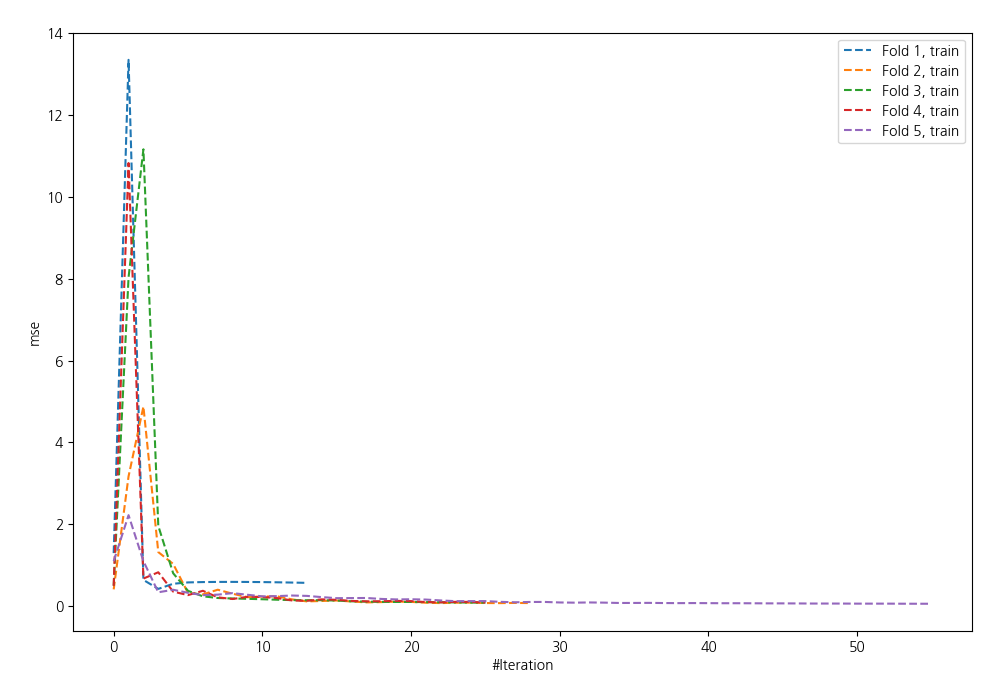 14
12
10
8
6
4
2
0
mse
0 10 20 30 40 50
#Iteration
Fold 1, train
Fold 2, train
Fold 3, train
Fold 4, train
Fold 5, train